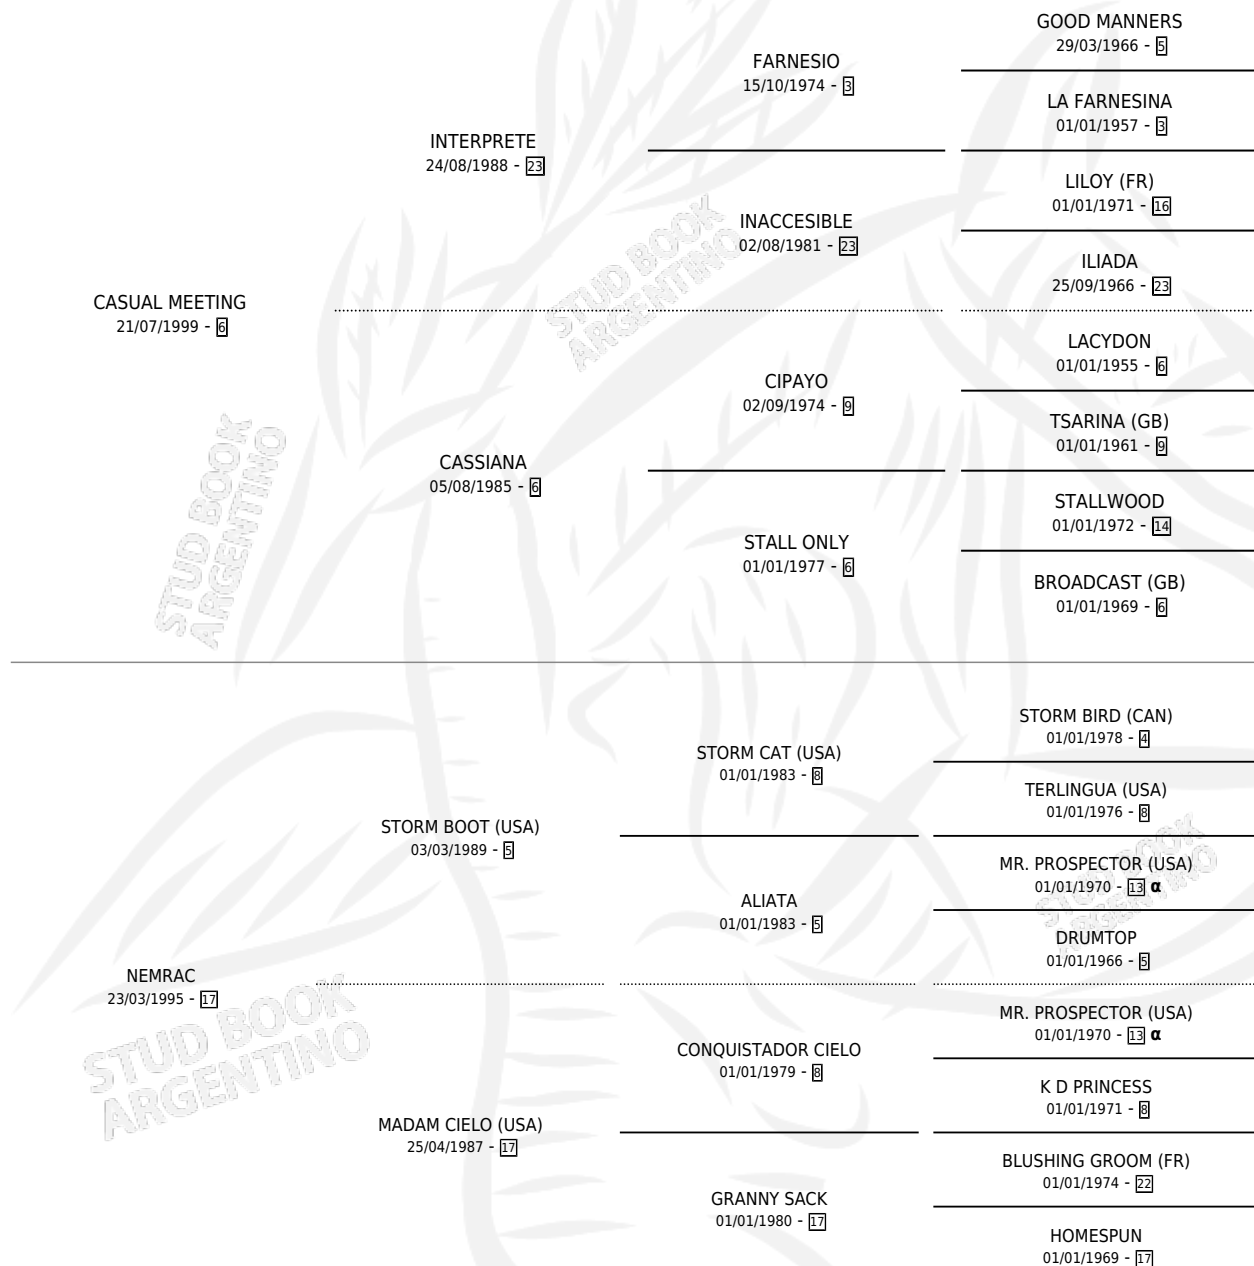 CASUAL MEETING
21/07/1999 - 6
INTERPRETE
24/08/1988 - 23
CASSIANA
05/08/1985 - 6
FARNESIO
15/10/1974 - 3
INACCESIBLE
02/08/1981 - 23
CIPAYO
02/09/1974 - 9
STALL ONLY
01/01/1977 - 6
GOOD MANNERS
29/03/1966 - 5
LA FARNESINA
01/01/1957 - 3
LILOY (FR)
01/01/1971 - 16
ILIADA
25/09/1966 - 23
LACYDON
01/01/1955 - 6
TSARINA (GB)
01/01/1961 - 9
STALLWOOD
01/01/1972 - 14
BROADCAST (GB)
01/01/1969 - 6
NEMRAC
23/03/1995 - 17
STORM BOOT (USA)
03/03/1989 - 5
MADAM CIELO (USA)
25/04/1987 - 17
STORM CAT (USA)
01/01/1983 - 8
ALIATA
01/01/1983 - 5
CONQUISTADOR CIELO
01/01/1979 - 8
GRANNY SACK
01/01/1980 - 17
STORM BIRD (CAN)
01/01/1978 - 4
TERLINGUA (USA)
01/01/1976 - 8
MR. PROSPECTOR (USA)
01/01/1970 - 13 α
DRUMTOP
01/01/1966 - 5
MR. PROSPECTOR (USA)
01/01/1970 - 13 α
K D PRINCESS
01/01/1971 - 8
BLUSHING GROOM (FR)
01/01/1974 - 22
HOMESPUN
01/01/1969 - 17
STUD BOOK
ARGENTINO
STUD BOOK
ARGENTINO
STUD BOOK
ARGENTINO
STUD BOOK
ARGENTINO